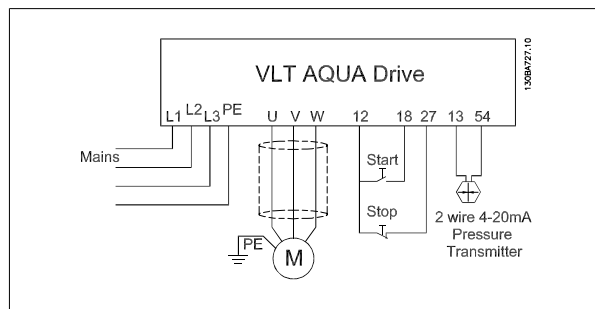 VLT AQUA Drive
130BA727.10
L1 L2 L3 PE U V W 12 18 27 13 54
Mains
Start
Stop
2 wire 4-20mA
Pressure
Transmitter
PE
M